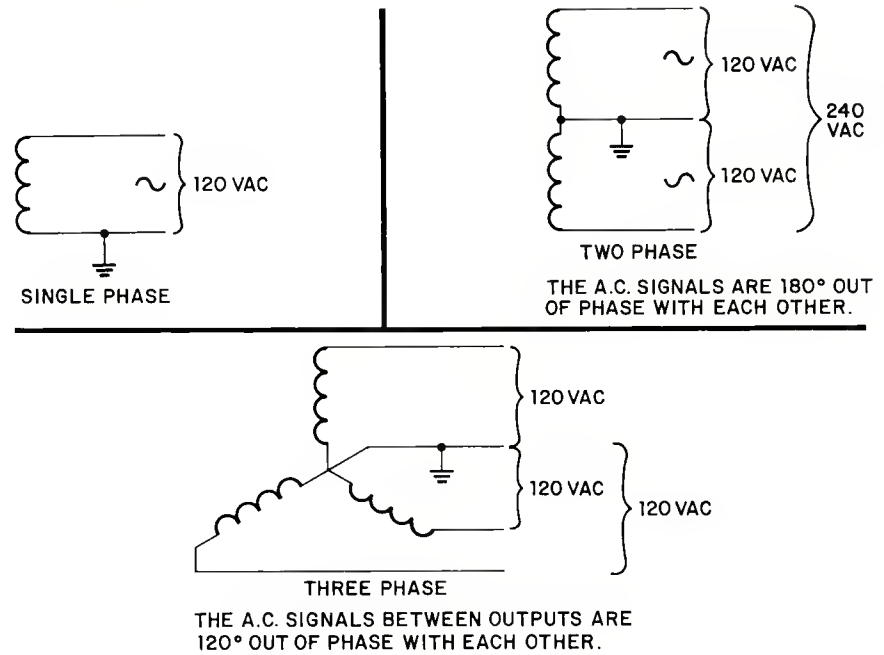 120 VAC
SINGLE PHASE
120 VAC
120 VAC
240
VAC
TWO PHASE
THE A.C. SIGNALS ARE 180° OUT
OF PHASE WITH EACH OTHER.
120 VAC
120 VAC
120 VAC
THREE PHASE
THE A.C. SIGNALS BETWEEN OUTPUTS ARE
120° OUT OF PHASE WITH EACH OTHER.